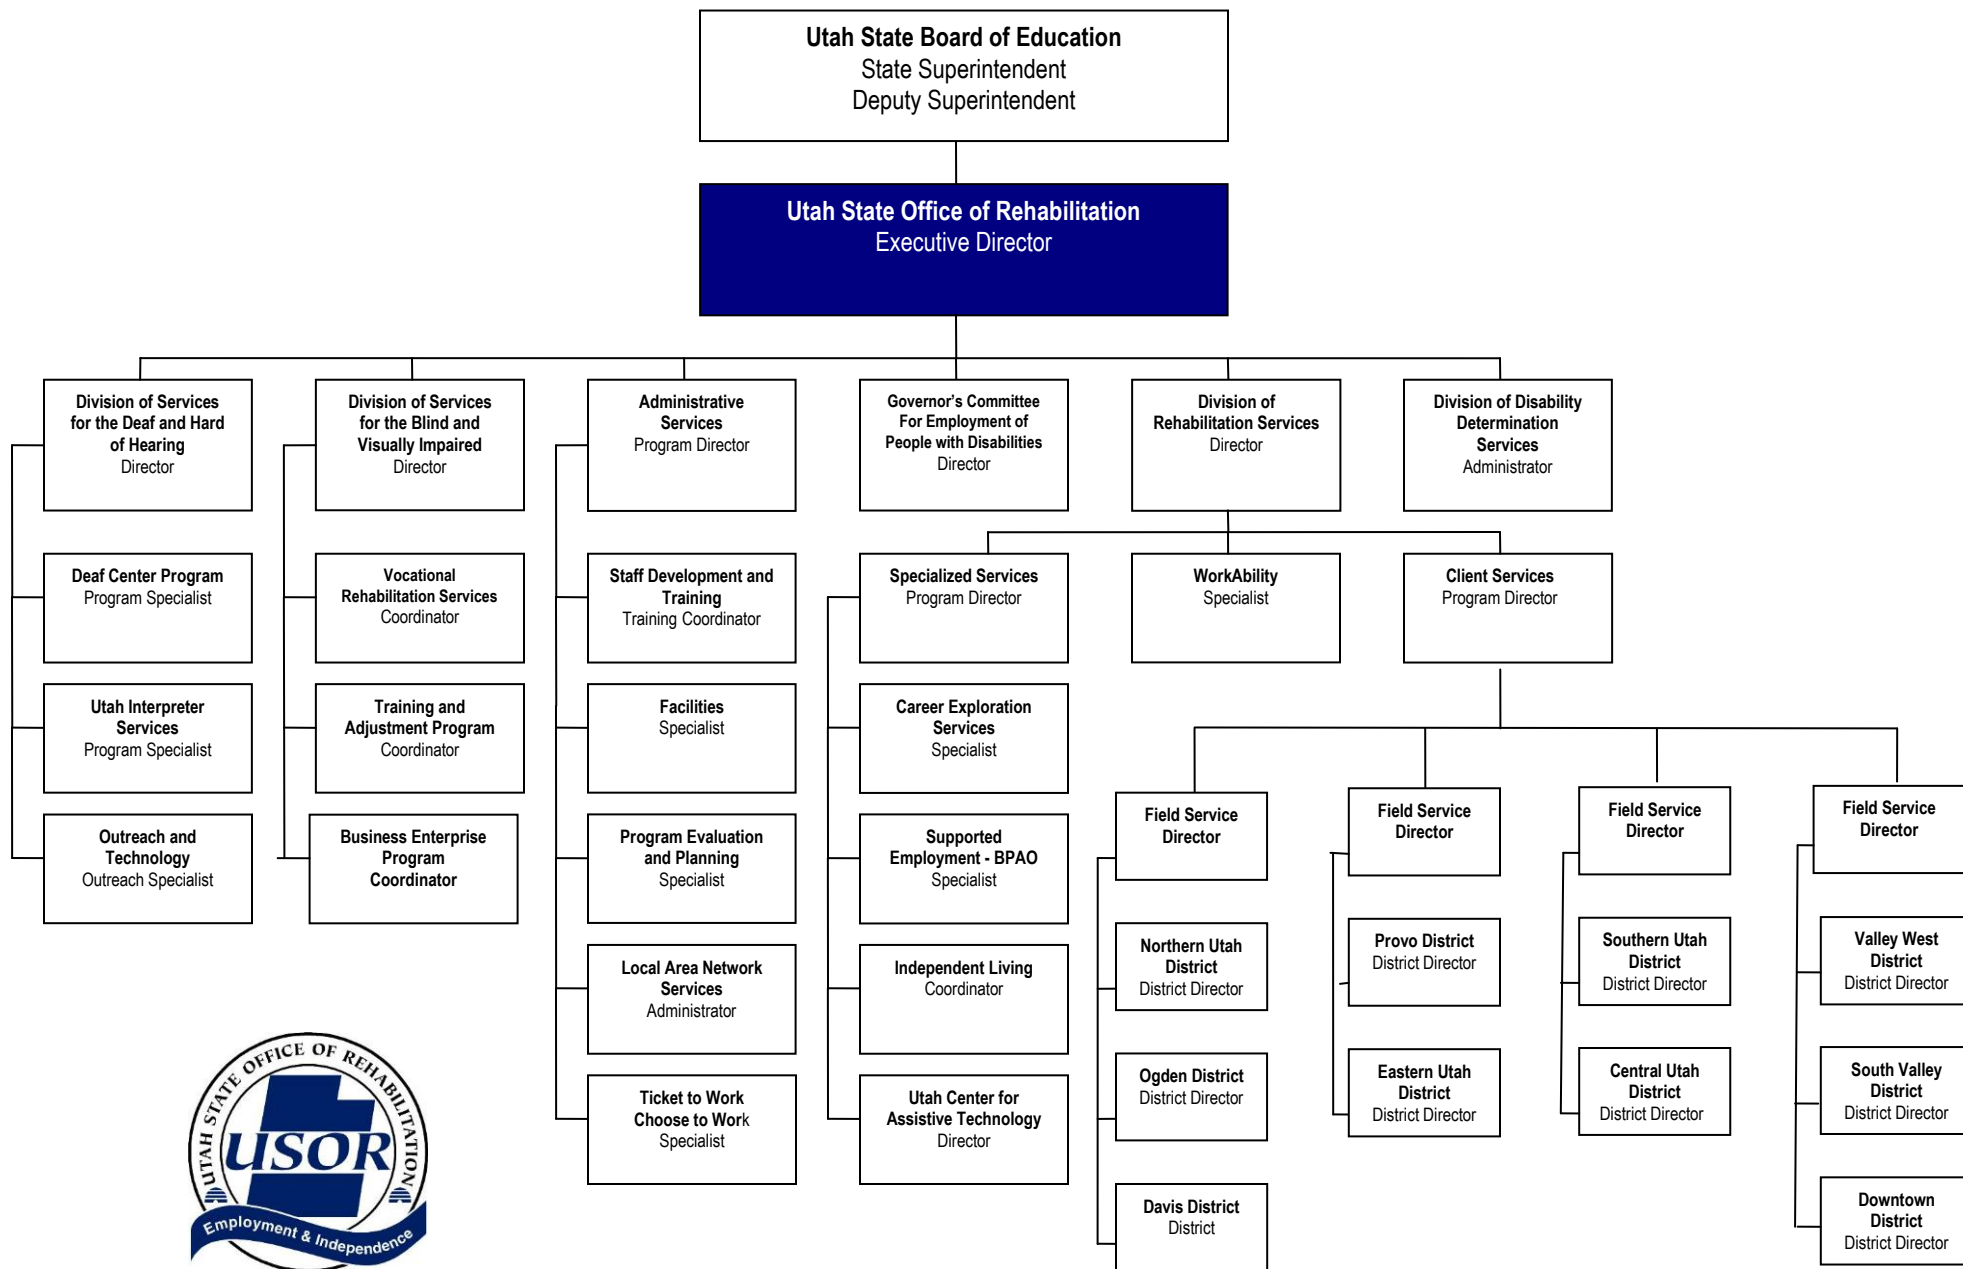 Utah State Board of Education
State Superintendent
Deputy Superintendent
Utah State Office of Rehabilitation
Executive Director
Division of Services
for the Deaf and Hard
of Hearing
Director
Division of Services
for the Blind and
Visually Impaired
Director
Administrative
Services
Program Director
Governor's Committee
For Employment of
People with Disabilities
Director
Division of
Rehabilitation Services
Director
Division of Disability
Determination
Services
Administrator
Deaf Center Program
Program Specialist
Vocational
Rehabilitation Services
Coordinator
Staff Development and
Training
Training Coordinator
Specialized Services
Program Director
WorkAbility
Specialist
Client Services
Program Director
Utah Interpreter
Services
Program Specialist
Training and
Adjustment Program
Coordinator
Facilities
Specialist
Career Exploration
Services
Specialist
Outreach and
Technology
Outreach Specialist
Business Enterprise
Program
Coordinator
Program Evaluation
and Planning
Specialist
Supported
Employment - BPAO
Specialist
Field Service
Director
Field Service
Director
Field Service
Director
Field Service
Director
Local Area Network
Services
Administrator
Independent Living
Coordinator
Northern Utah
District
District Director
Provo District
District Director
Southern Utah
District
District Director
Valley West
District
District Director
Ticket to Work
Choose to Work
Specialist
Utah Center for
Assistive Technology
Director
Ogden District
District Director
Eastern Utah
District
District Director
Central Utah
District
District Director
South Valley
District
District Director
Davis District
District
Downtown
District
District Director
UTAH STATE OFFICE OF REHABILITATION
USOR
Employment & Independence